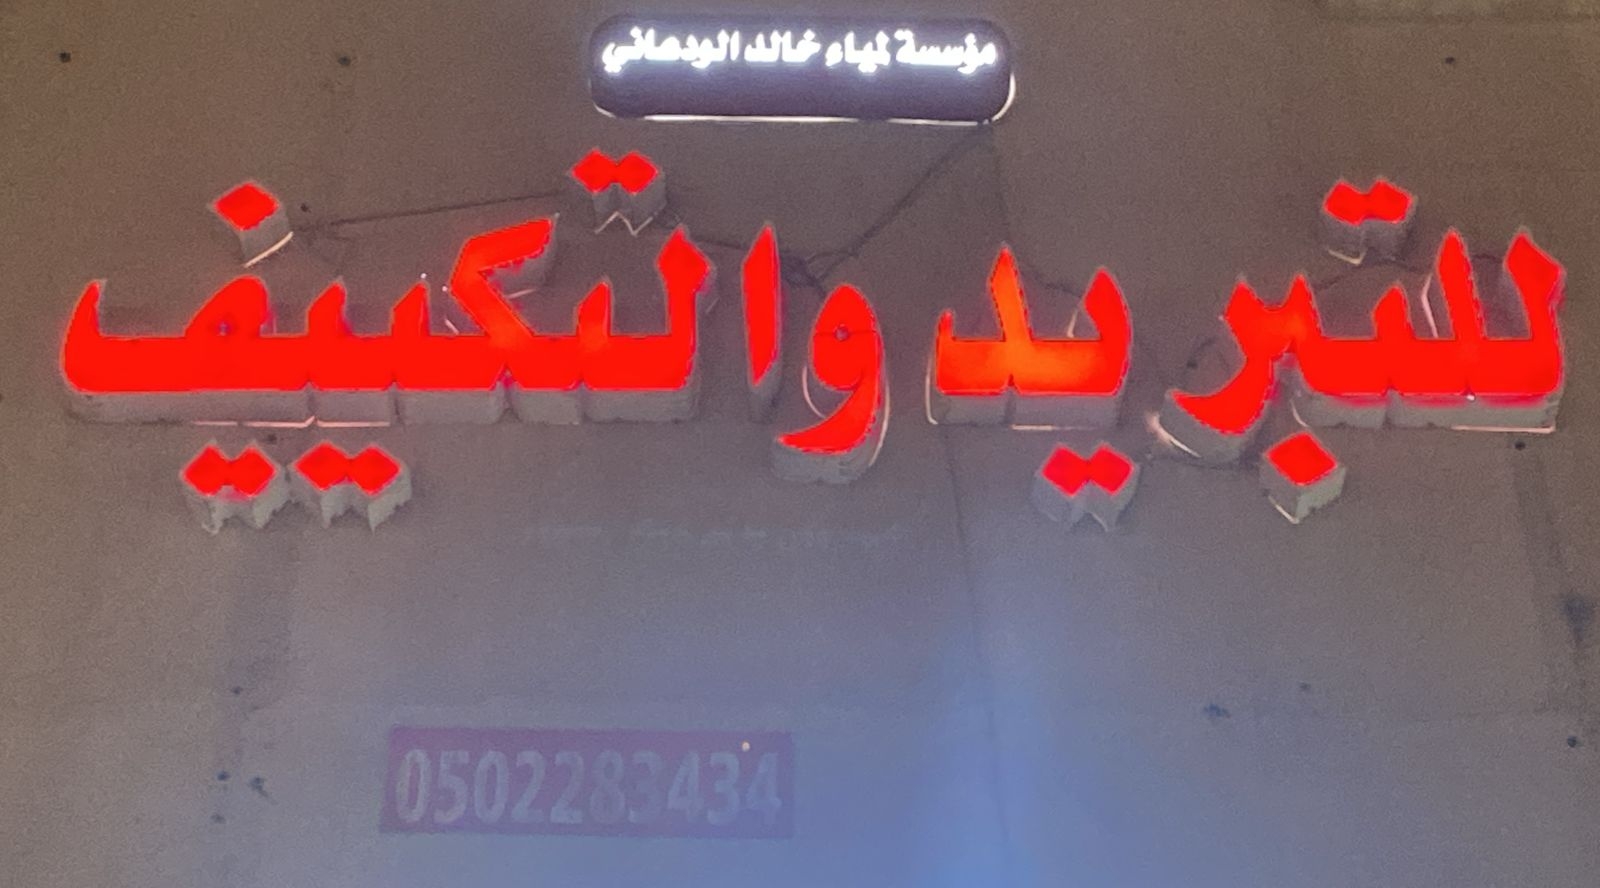 مؤسسة لمياء خالد الودعاني
للتبريد والتكييف
0502283434